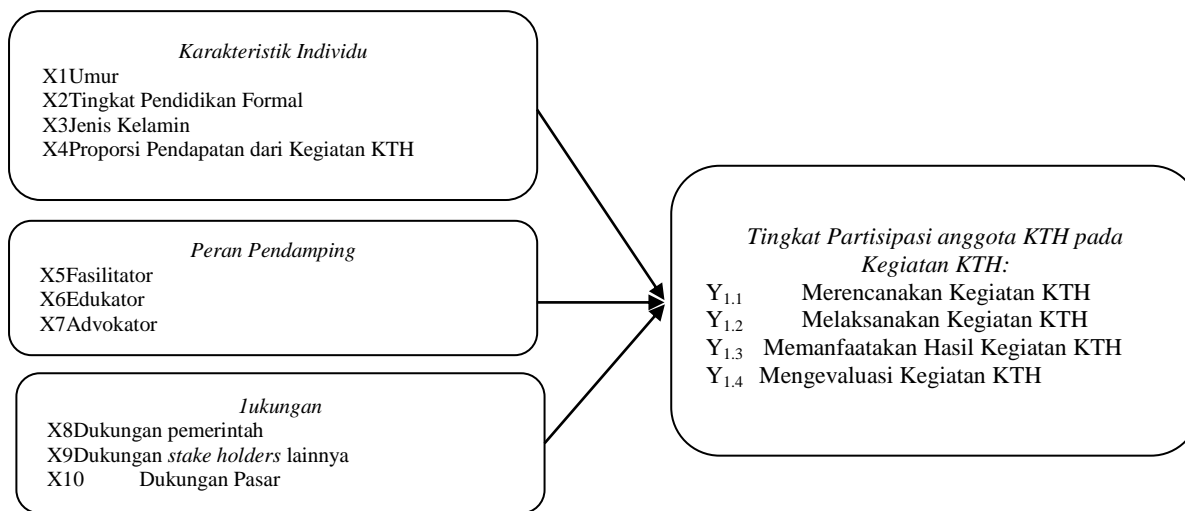 Karakteristik Individu
X1Umur
X2Tingkat Pendidikan Formal
X3Jenis Kelamin
X4Proporsi Pendapatan dari Kegiatan KTH
Peran Pendamping
X5Fasilitator
X6Edukator
X7Advokator
1ukungan
X8Dukungan pemerintah
X9Dukungan stake holders lainnya
X10 Dukungan Pasar
Tingkat Partisipasi anggota KTH pada
Kegiatan KTH:
Y1.1 Merencanakan Kegiatan KTH
Y1.2 Melaksanakan Kegiatan KTH
Y1.3 Memanfaatakan Hasil Kegiatan KTH
Y1.4 Mengevaluasi Kegiatan KTH